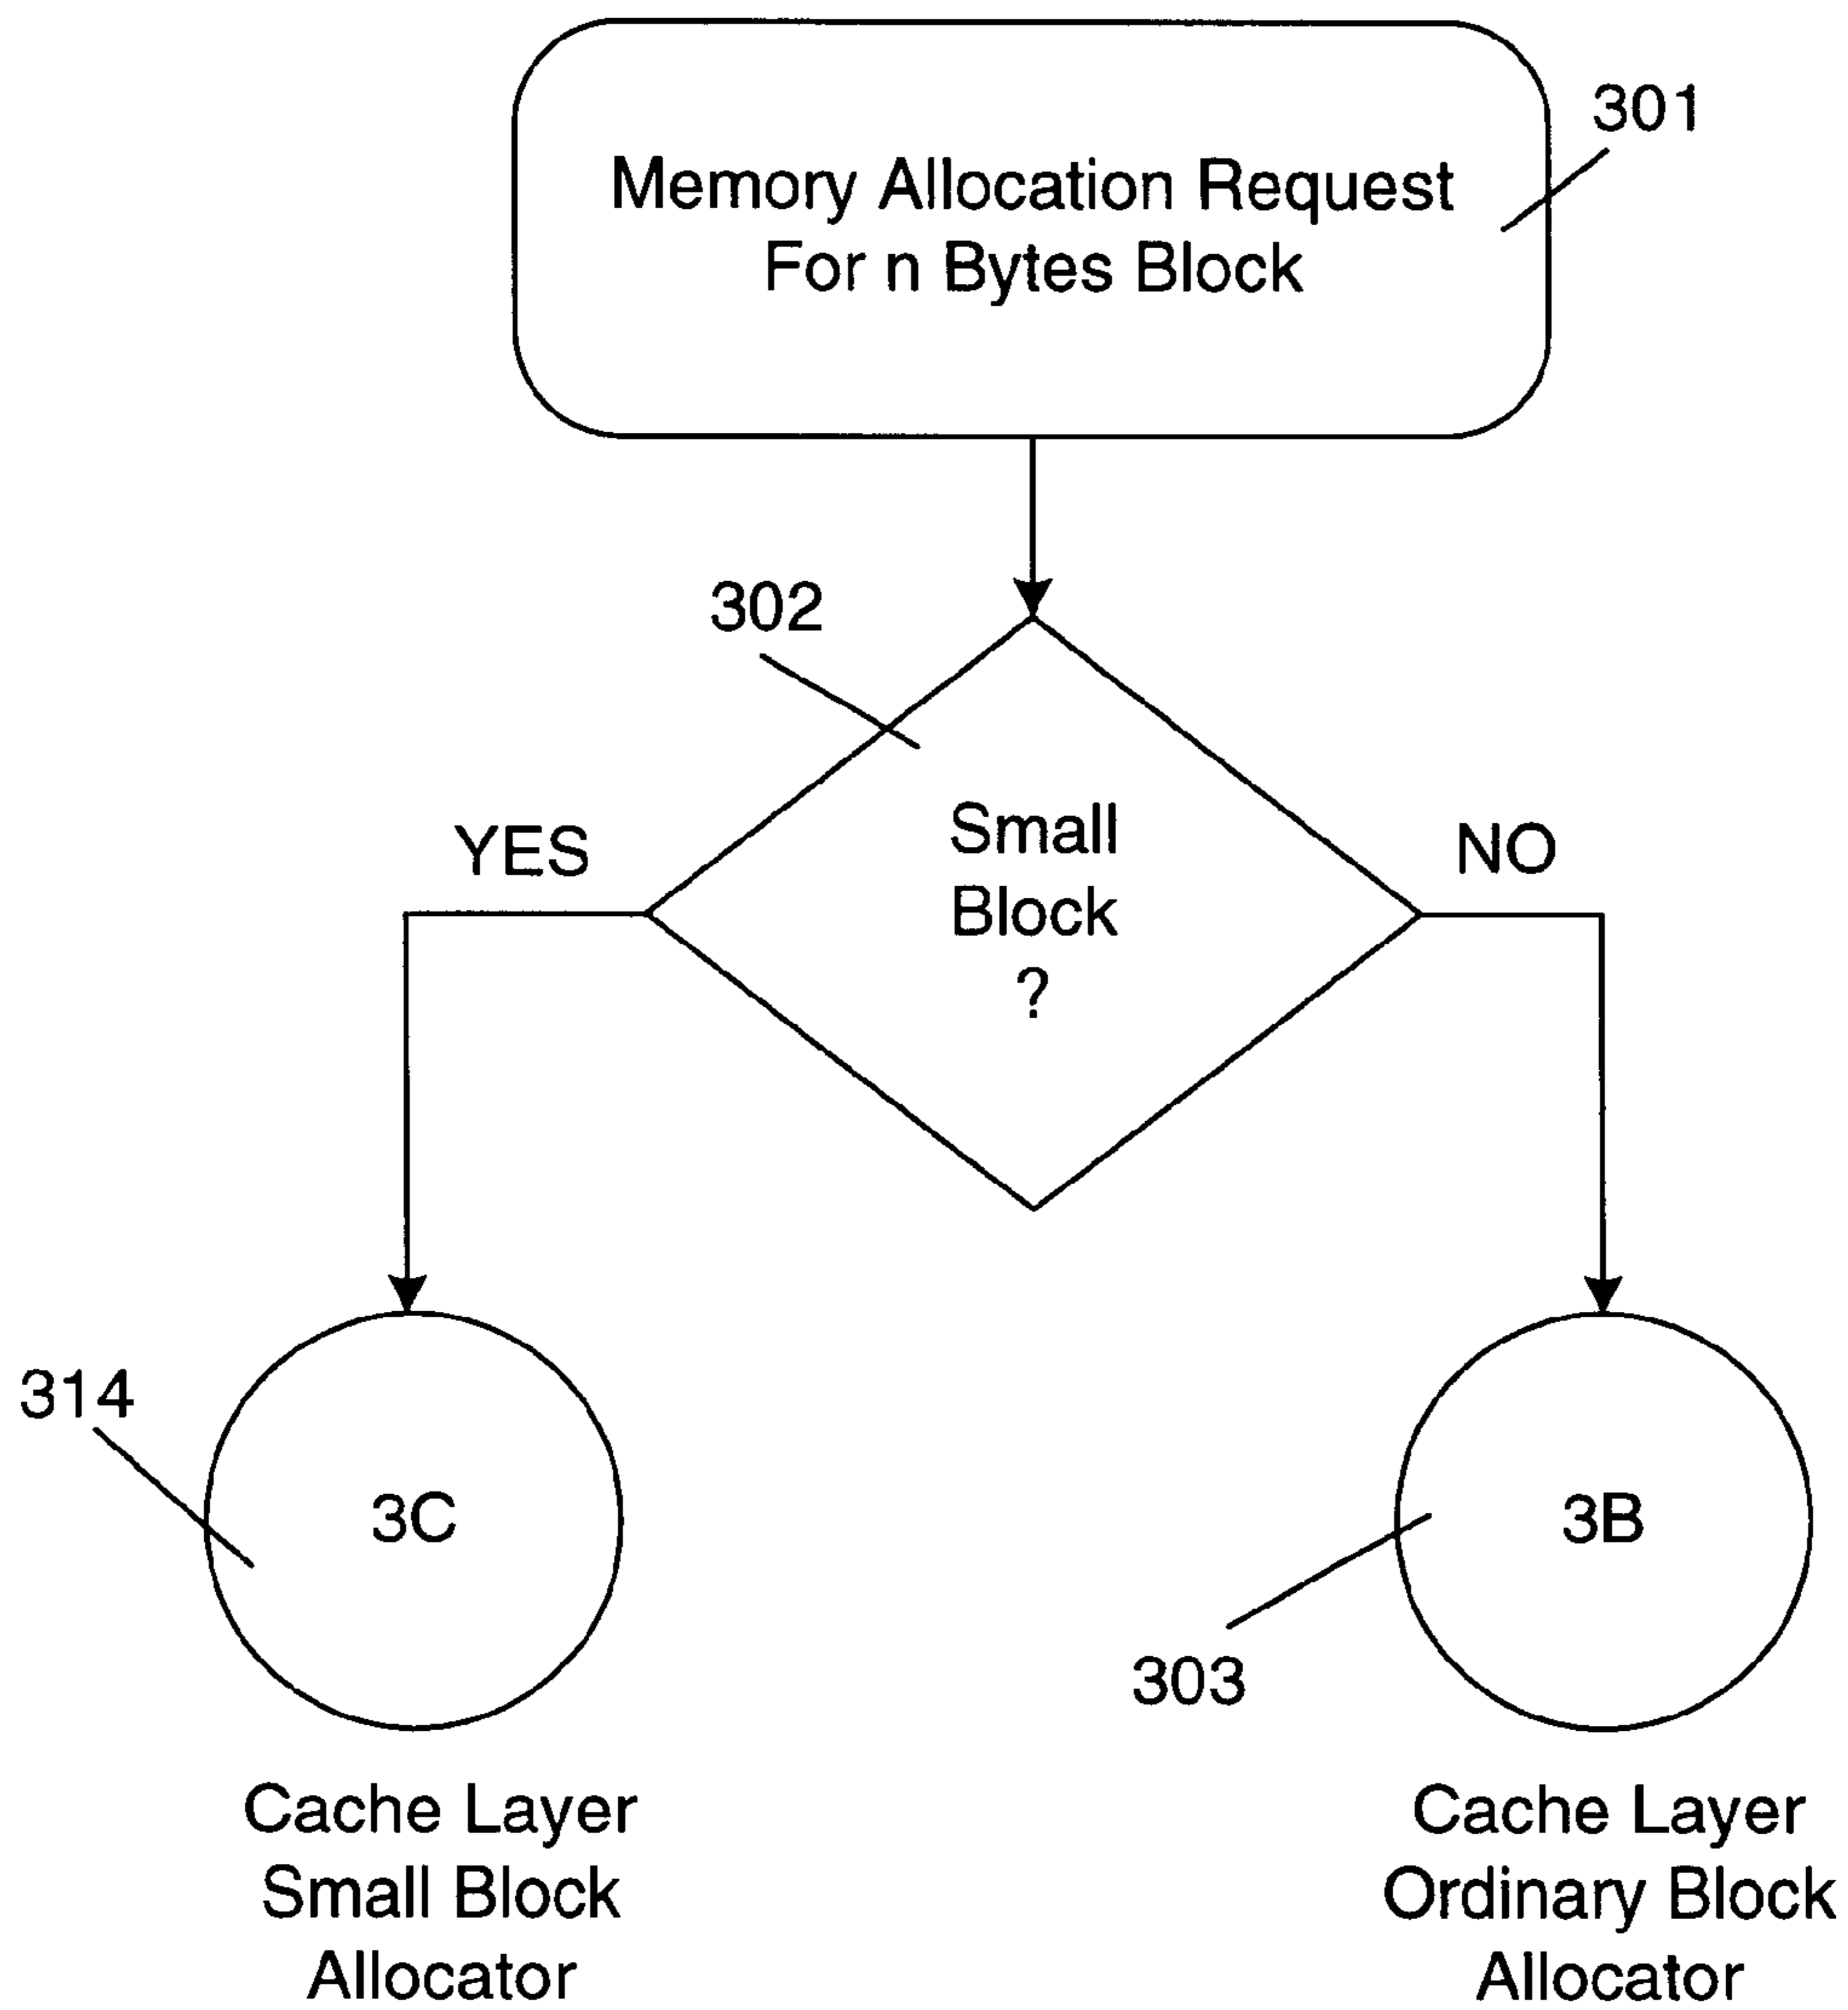 301
Memory Allocation Request
For n Bytes Block
302
YES
Small
Block
?
NO
314
3C
3B
303
Cache Layer
Small Block
Allocator
Cache Layer
Ordinary Block
Allocator